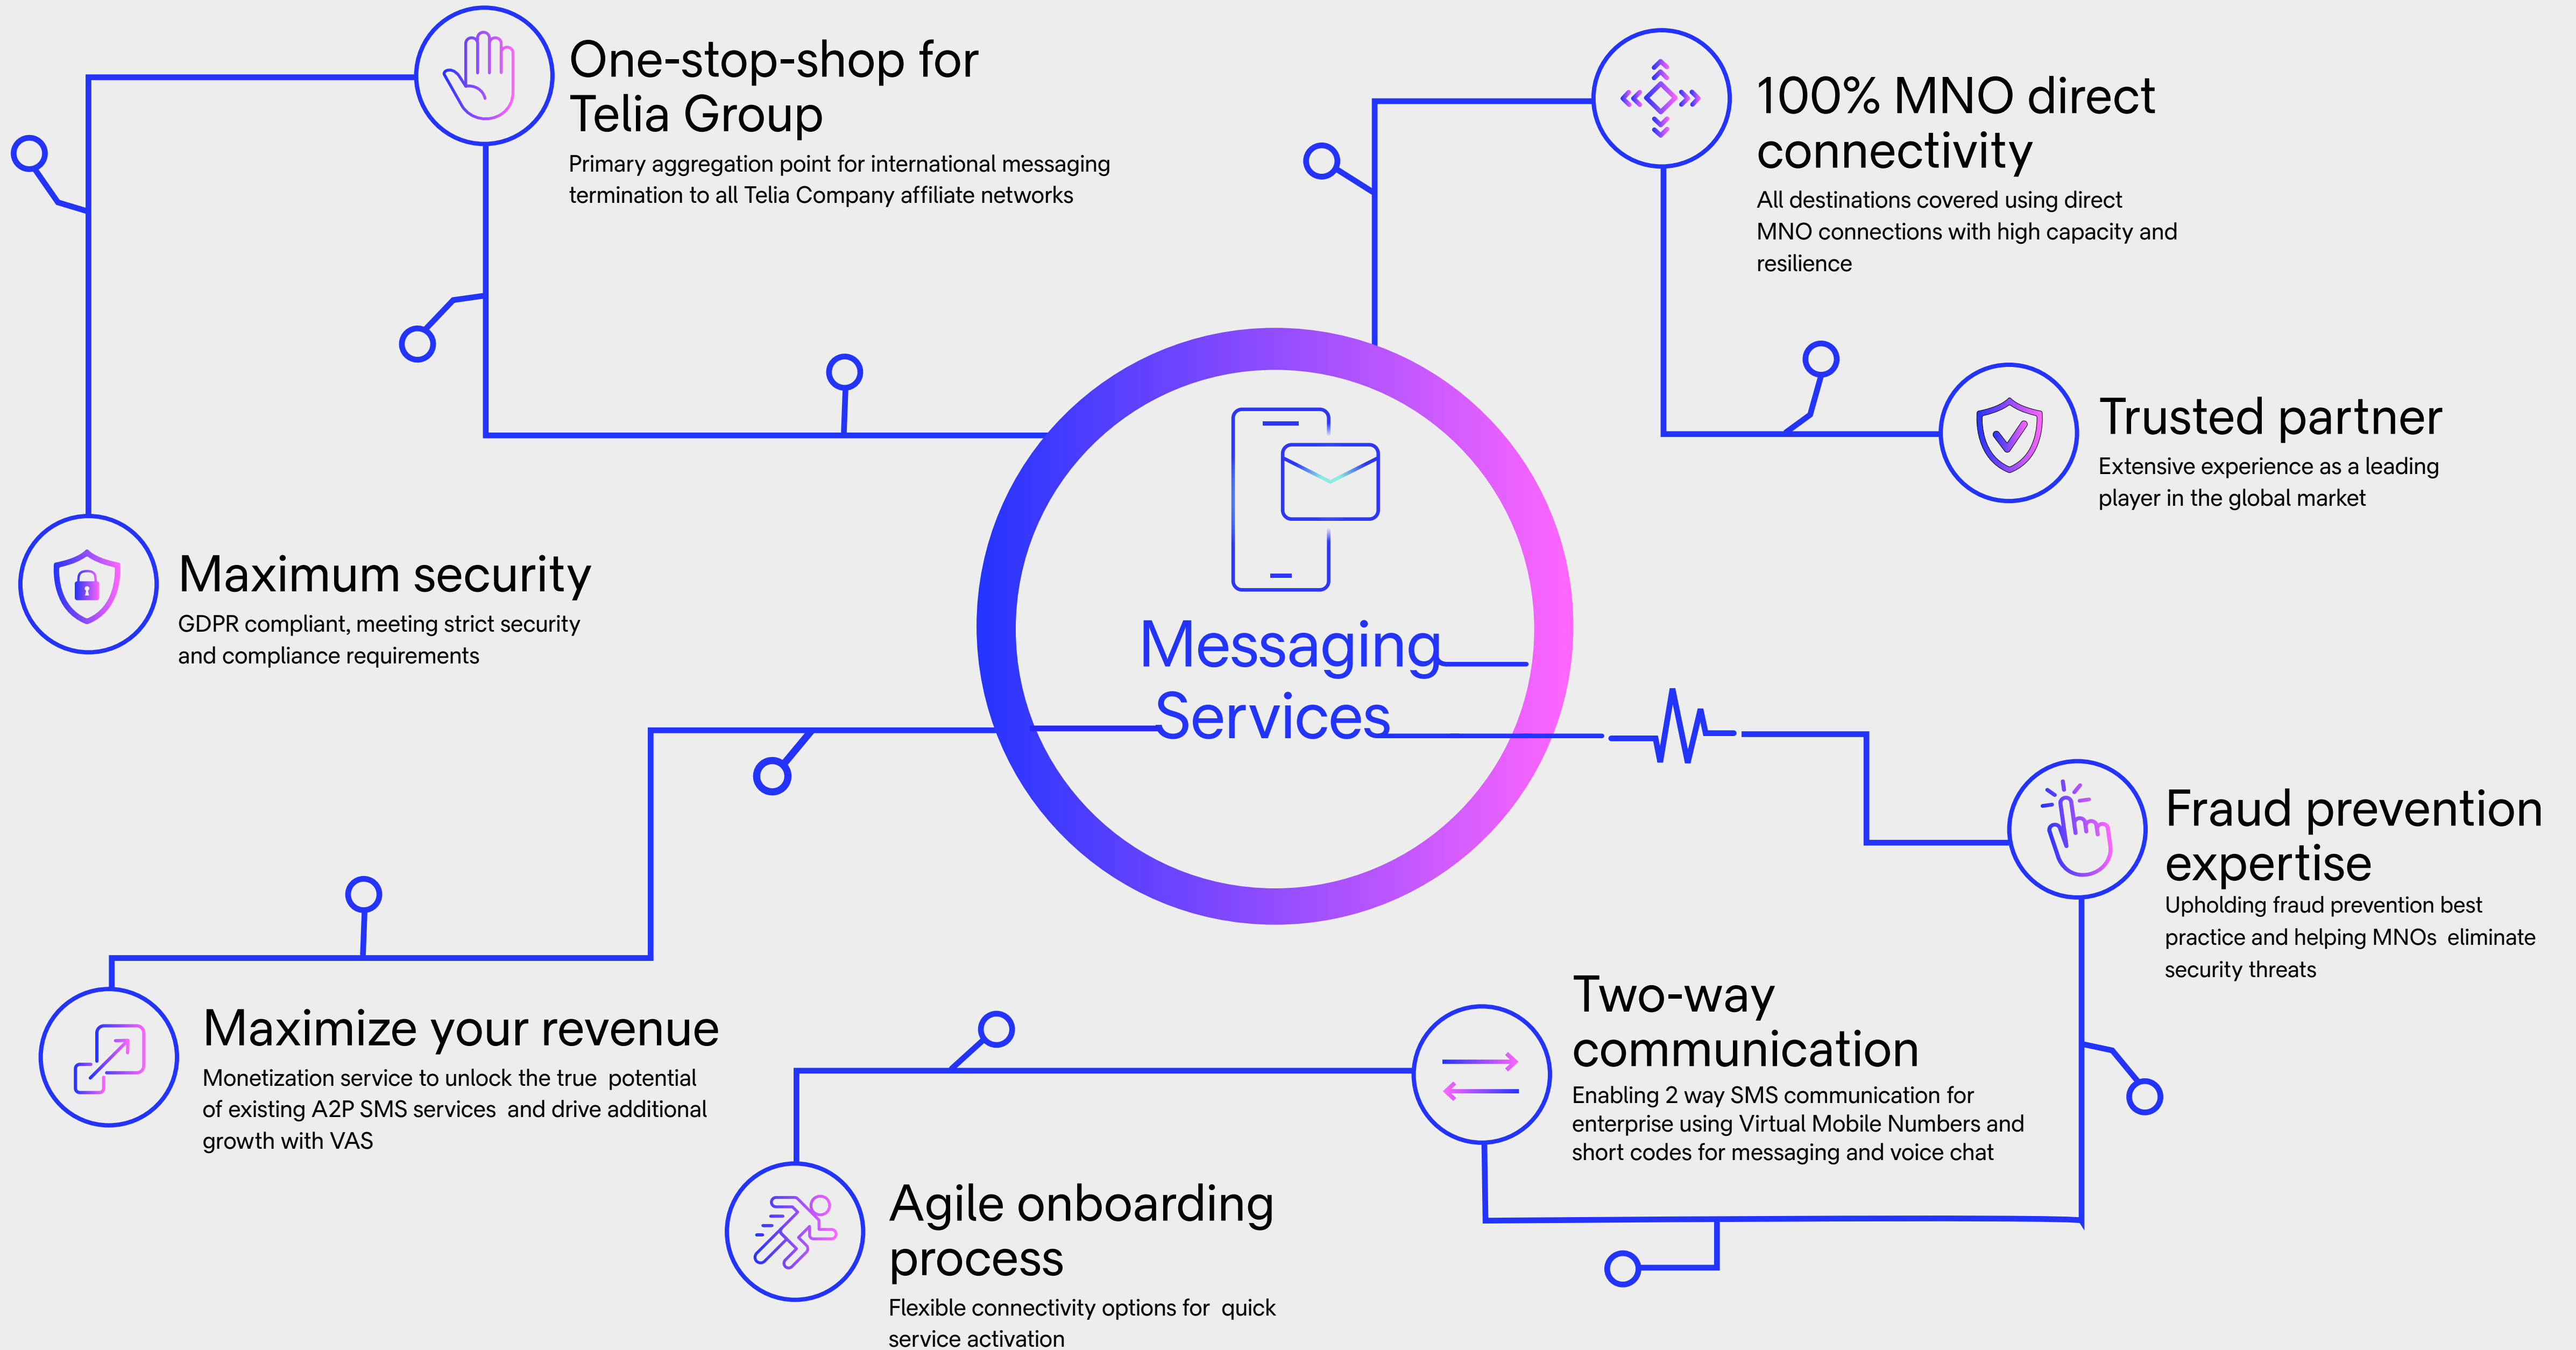 One-stop-shop for
Telia Group
Primary aggregation point for international messaging
termination to all Telia Company affiliate networks
100% MNO direct
connectivity
All destinations covered using direct
MNO connections with high capacity and
resilience
Trusted partner
Extensive experience as a leading
player in the global market
Maximum security
GDPR compliant, meeting strict security
and compliance requirements
Messaging
Services
Fraud prevention
expertise
Upholding fraud prevention best
practice and helping MNOs eliminate
security threats
Maximize your revenue
Monetization service to unlock the true potential
of existing A2P SMS services and drive additional
growth with VAS
Two-way
communication
Enabling 2 way SMS communication for
enterprise using Virtual Mobile Numbers and
short codes for messaging and voice chat
Agile onboarding
process
Flexible connectivity options for quick
service activation